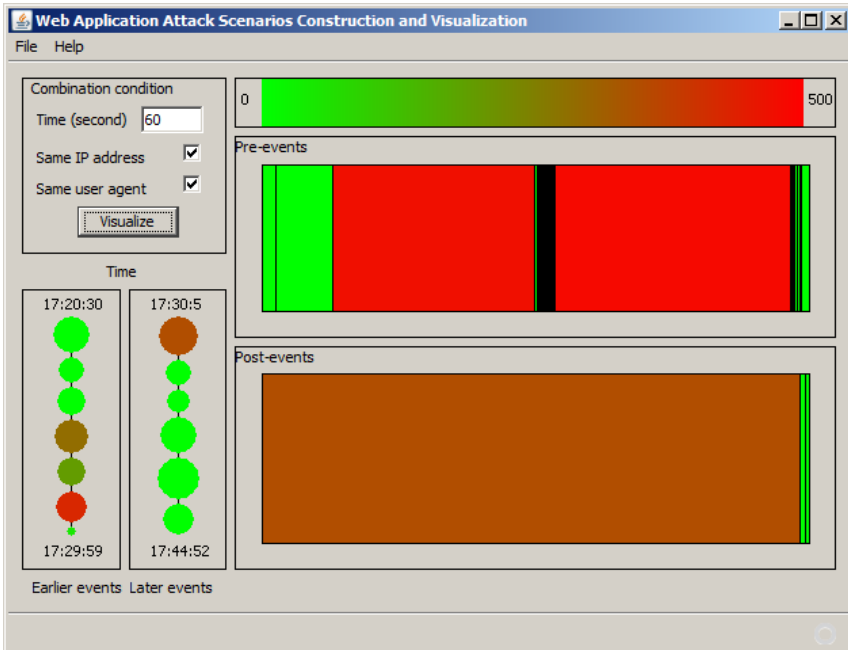 Web Application Attack Scenarios Construction and Visualization
File Help
Combination condition
Time (second) 60
Same IP address
Same user agent
Visualize
0
500
Pre-events
Time
17:20:30
17:30:5
Post-events
17:29:59
17:44:52
Earlier events
Later events